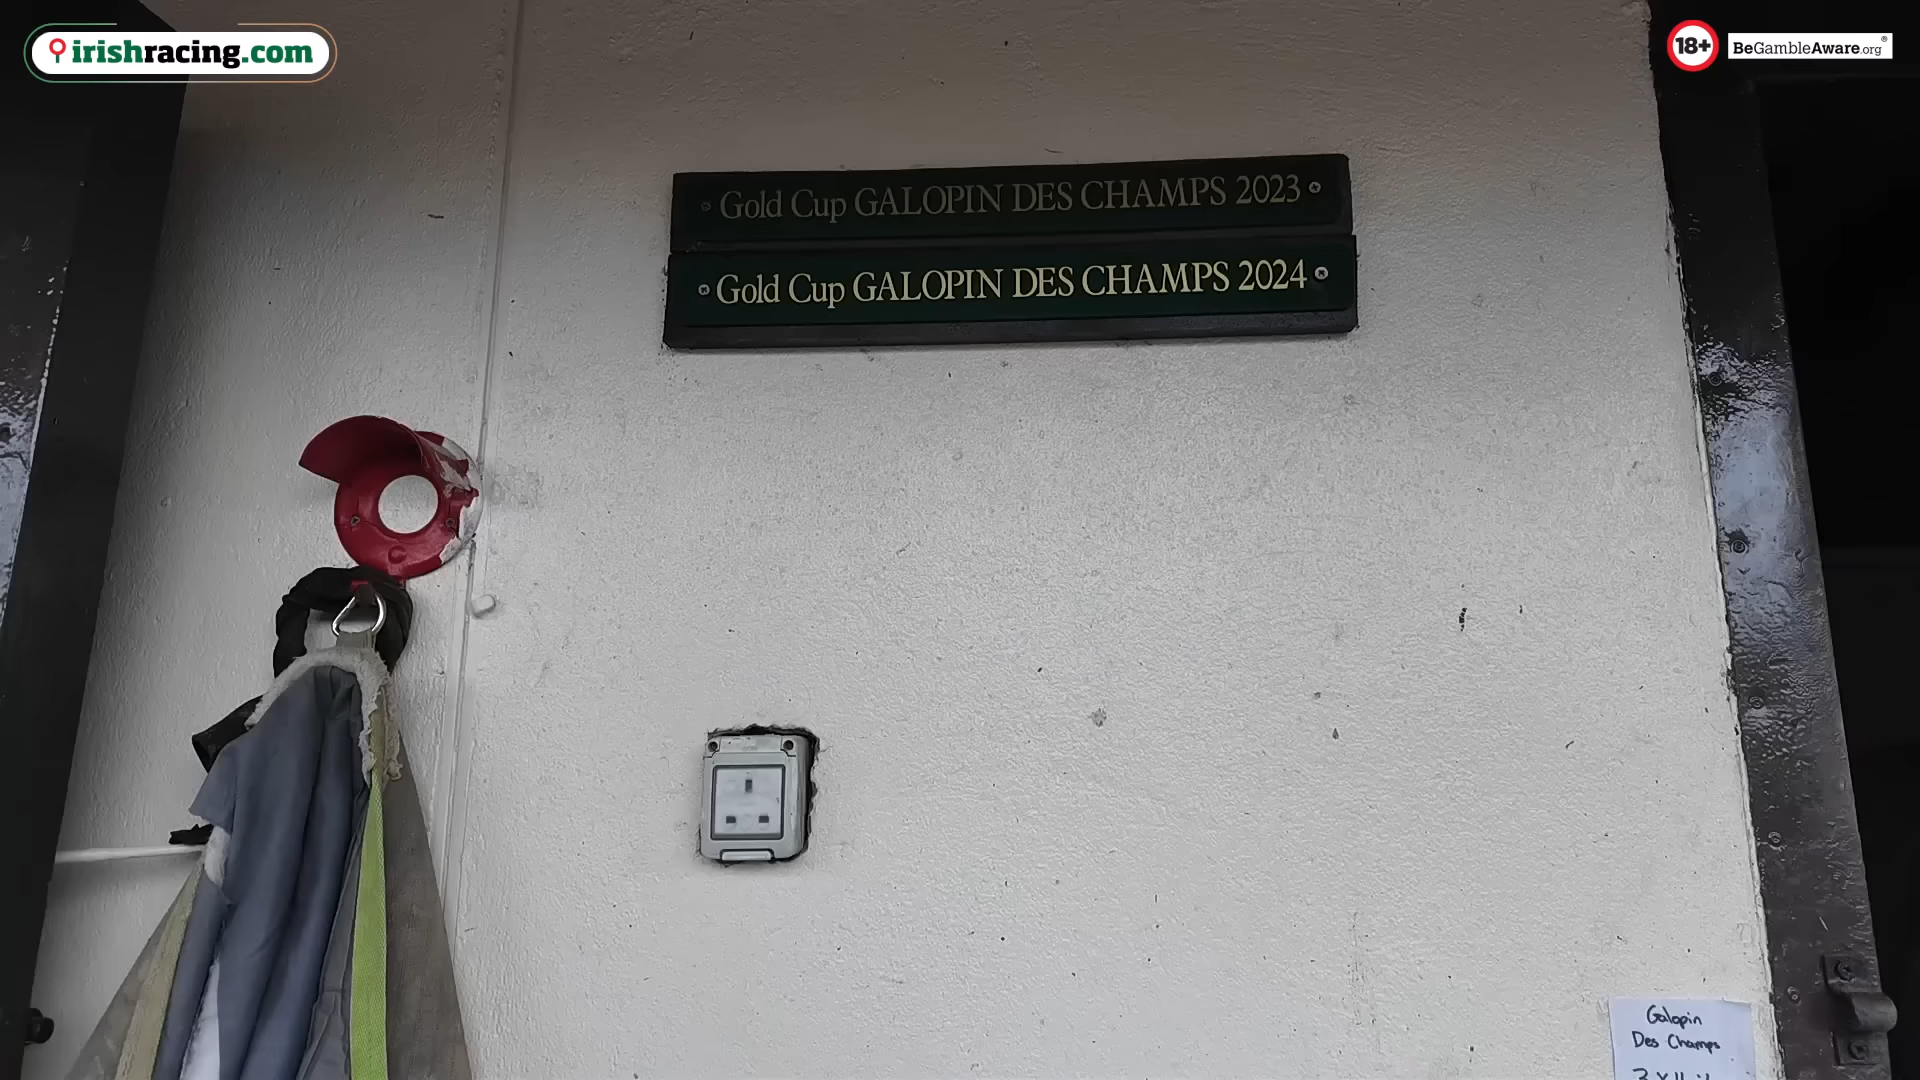 irishracing.com
18+
BeGambleAware.org®
Gold Cup GALOPIN DES CHAMPS 2023
Gold Cup GALOPIN DES CHAMPS 2024
Galopin
Des Champs